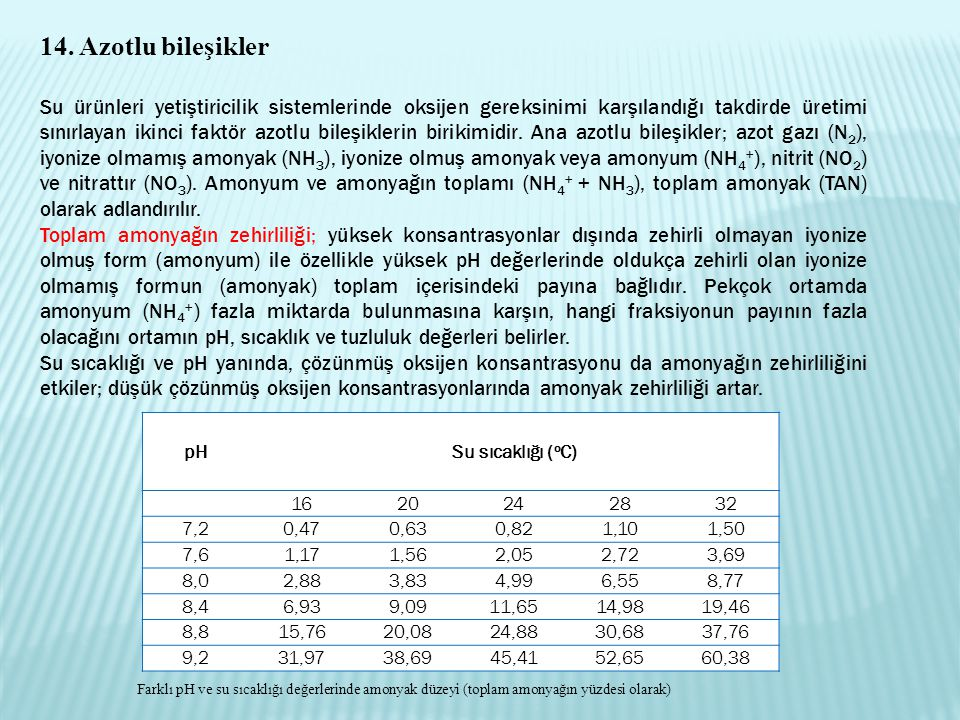 14. Azotlu bileşikler
Su ürünleri yetiştiricilik sistemlerinde oksijen gereksinimi karşılandığı takdirde üretimi
sınırlayan ikinci faktör azotlu bileşiklerin birikimidir. Ana azotlu bileşikler; azot gazı (N2),
iyonize olmamış amonyak (NH3), iyonize olmuş amonyak veya amonyum (NH4+), nitrit (NO2)
ve nitrattır (NO3). Amonyum ve amonyağın toplamı (NH4+ + NH3), toplam amonyak (TAN)
olarak adlandırılır.
Toplam amonyağın zehirliliği; yüksek konsantrasyonlar dışında zehirli olmayan iyonize
olmuş form (amonyum) ile özellikle yüksek pH değerlerinde oldukça zehirli olan iyonize
olmamış formun (amonyak) toplam içerisindeki payına bağlıdır. Pekçok ortamda
amonyum (NH4+) fazla miktarda bulunmasına karşın, hangi fraksiyonun payının fazla
olacağını ortamın pH, sıcaklık ve tuzluluk değerleri belirler.
Su sıcaklığı ve pH yanında, çözünmüş oksijen konsantrasyonu da amonyağın zehirliliğini
etkiler; düşük çözünmüş oksijen konsantrasyonlarında amonyak zehirliliği artar.
pH Su sıcaklığı (ºC)
16 20 24 28 32
7,2 0,47 0,63 0,82 1,10 1,50
7,6 1,17 1,56 2,05 2,72 3,69
8,0 2,88 3,83 4,99 6,55 8,77
8,4 6,93 9,09 11,65 14,98 19,46
8,8 15,76 20,08 24,88 30,68 37,76
9,2 31,97 38,69 45,41 52,65 60,38
Farklı pH ve su sıcaklığı değerlerinde amonyak düzeyi (toplam amonyağın yüzdesi olarak)